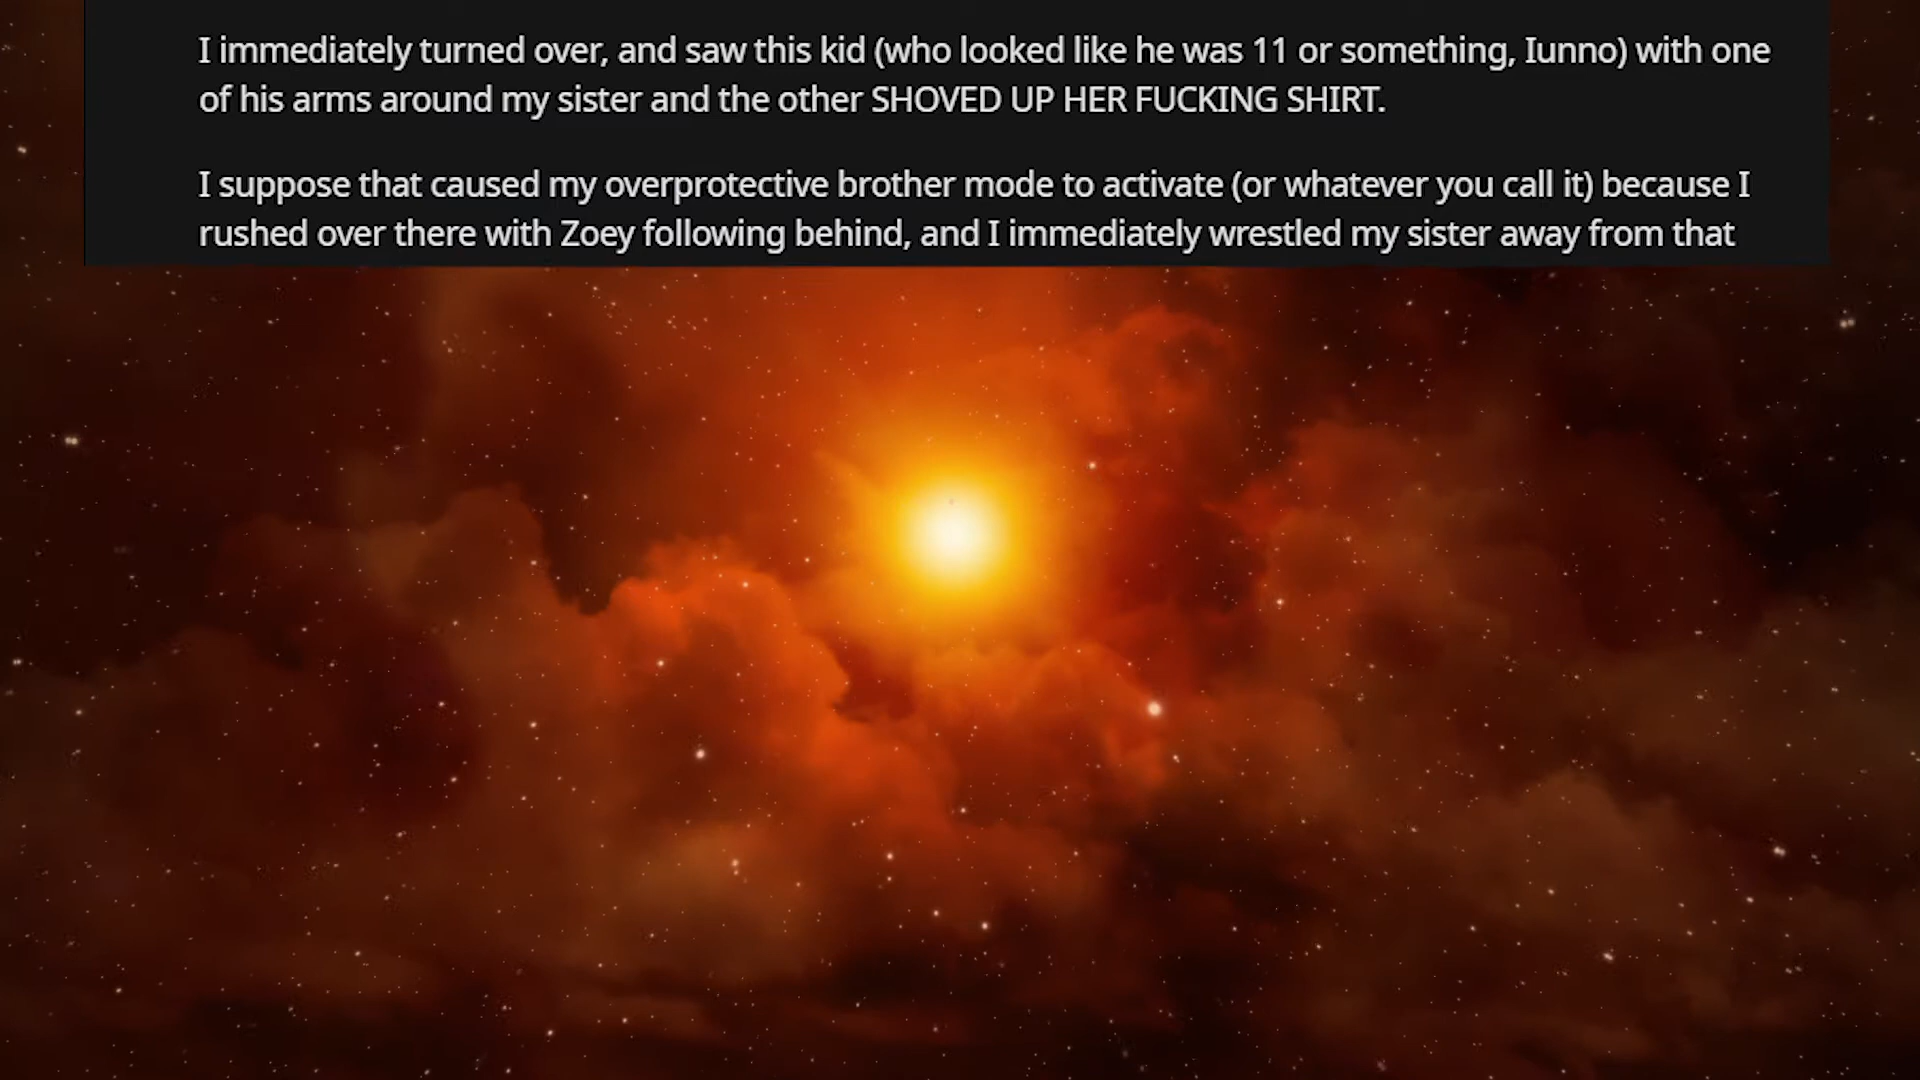 I immediately turned over, and saw this kid (who looked like he was 11 or something, Iunno) with one
of his arms around my sister and the other SHOVED UP HER FUCKING SHIRT.
I suppose that caused my overprotective brother mode to activate (or whatever you call it) because I
rushed over there with Zoey following behind, and I immediately wrestled my sister away from that